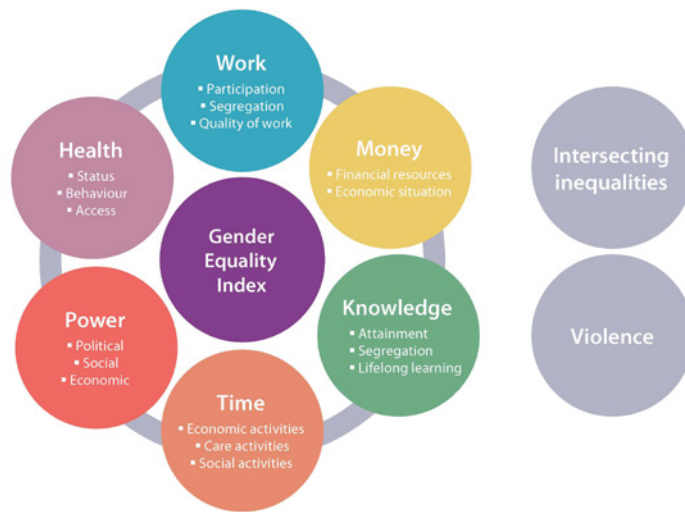 Work
▪ Participation
▪ Segregation
▪ Quality of work
Money
▪ Financial resources
▪ Economic situation
Knowledge
▪ Attainment
▪ Segregation
▪ Lifelong learning
Time
▪ Economic activities
▪ Care activities
▪ Social activities
Power
▪ Political
▪ Social
▪ Economic
Health
▪ Status
▪ Behaviour
▪ Access
Gender
Equality
Index
Intersecting
inequalities
Violence